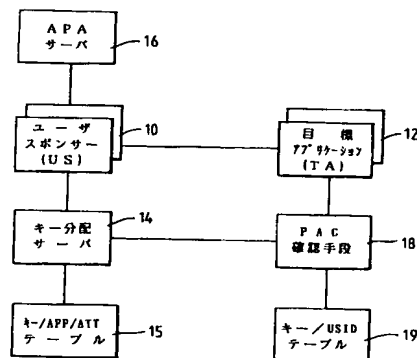 APA
サーバ
16
ユーザ
スポンサー
(US)
10
目標
アプリケーション
(TA)
12
キー分配
サーバ
14
PAC
確認手段
18
キー/APP/ATT
テーブル
15
キー/USID
テーブル
19